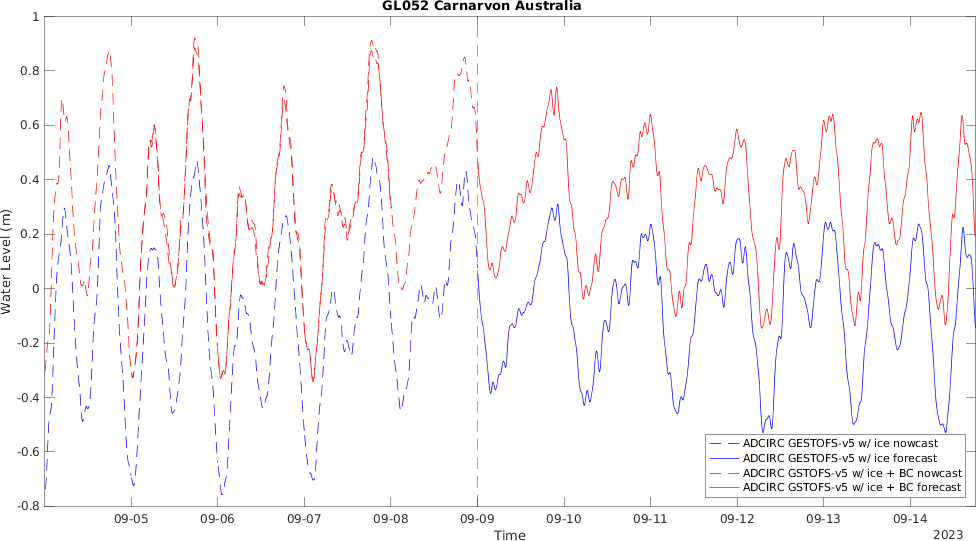 GL052 Carnarvon Australia
Water Level (m)
1
0.8
0.6
0.4
0.2
0
-0.2
-0.4
-0.6
-0.8
ADCIRC GESTOFS-v5 w/ ice nowcast
ADCIRC GESTOFS-v5 w/ ice forecast
ADCIRC GSTOFS-v5 w/ ice + BC nowcast
ADCIRC GSTOFS-v5 w/ ice + BC forecast
09-05 09-06 09-07 09-08 09-09 09-10 09-11 09-12 09-13 09-14
Time
2023